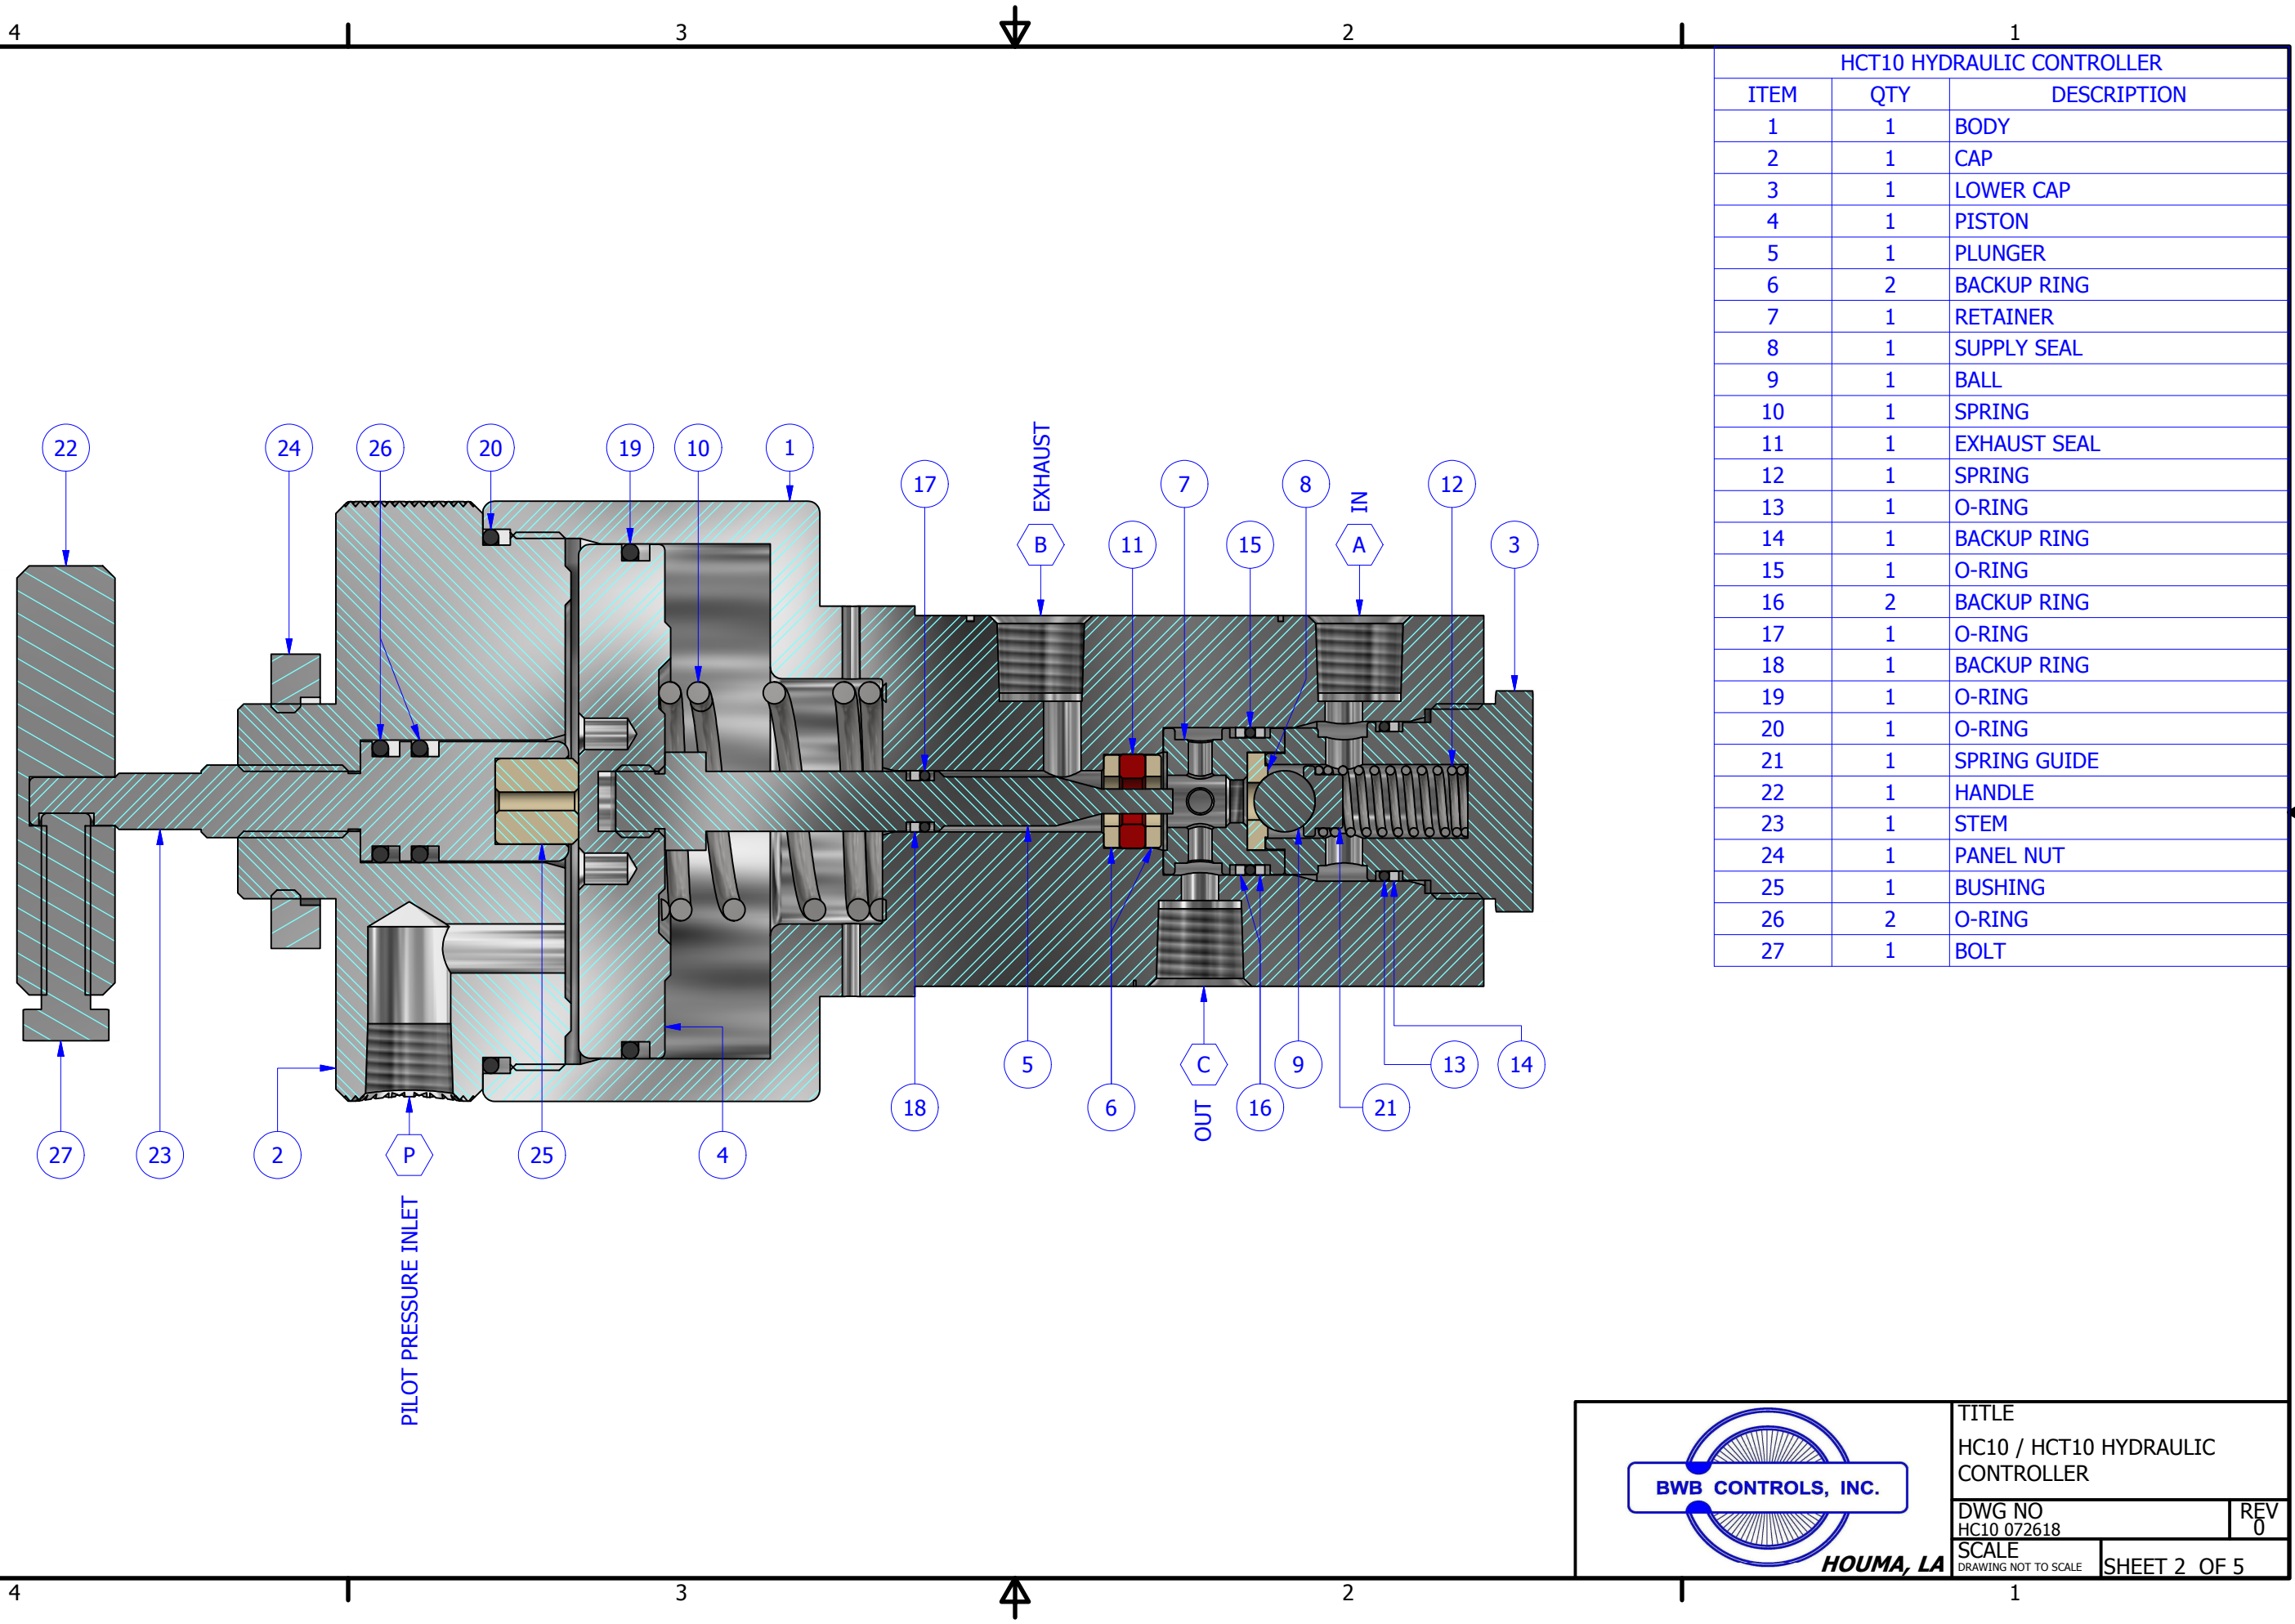 4 3 2 1
HCT10 HYDRAULIC CONTROLLER
ITEM QTY DESCRIPTION
1 1 BODY
2 1 CAP
3 1 LOWER CAP
4 1 PISTON
5 1 PLUNGER
6 2 BACKUP RING
7 1 RETAINER
8 1 SUPPLY SEAL
9 1 BALL
10 1 SPRING
11 1 EXHAUST SEAL
12 1 SPRING
13 1 O-RING
14 1 BACKUP RING
15 1 O-RING
16 2 BACKUP RING
17 1 O-RING
18 1 BACKUP RING
19 1 O-RING
20 1 O-RING
21 1 SPRING GUIDE
22 1 HANDLE
23 1 STEM
24 1 PANEL NUT
25 1 BUSHING
26 2 O-RING
27 1 BOLT
22 24 26 20 19 10 1
17 7 8 12
EXHAUST
IN
B 11 15 A 3
5 C 9 13 14
18 6 OUT 16 21
27 23 2 P 25 4
PILOT PRESSURE INLET
BWB CONTROLS, INC.
HOUMA, LA
TITLE
HC10 / HCT10 HYDRAULIC
CONTROLLER
DWG NO
HC10 072618
REV
0
SCALE
DRAWING NOT TO SCALE
SHEET 2 OF 5
4 3 2 1